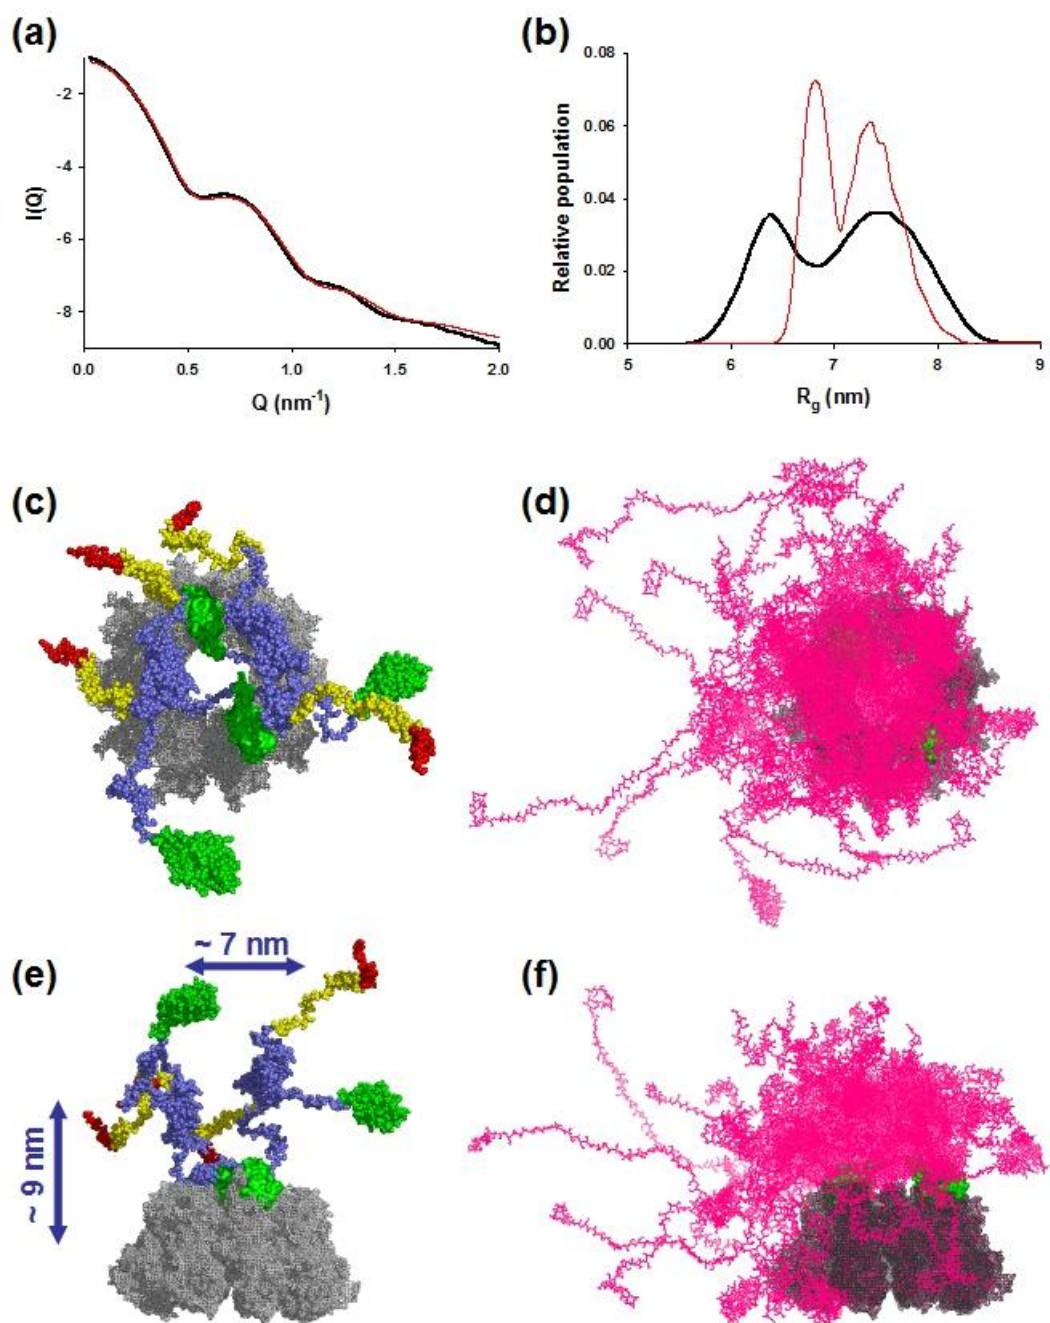 (a)
-2
-4
-6
-8
I(Q)
0.0 0.5 1.0 1.5 2.0
Q (nm-1)
(b)
0.08
0.06
0.04
0.02
0.00
Relative population
5 6 7 8 9
Rg (nm)
(c)
(d)
~ 7 nm
(e)
~ 9 nm
(f)